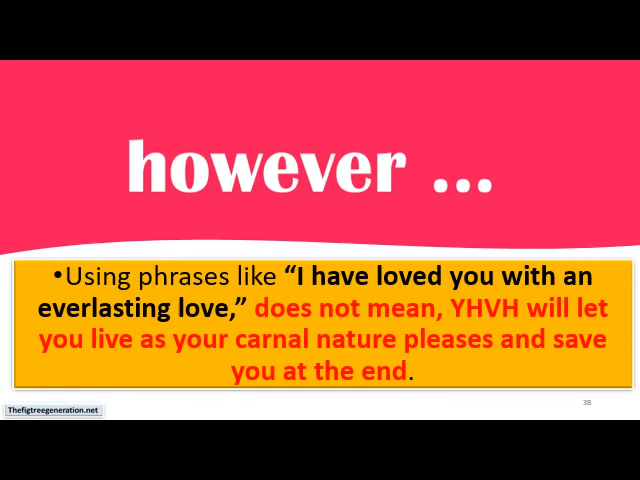 however ...
•Using phrases like “I have loved you with an
everlasting love,” does not mean, YHVH will let
you live as your carnal nature pleases and save
you at the end.
38
Thefigtreegeneration.net